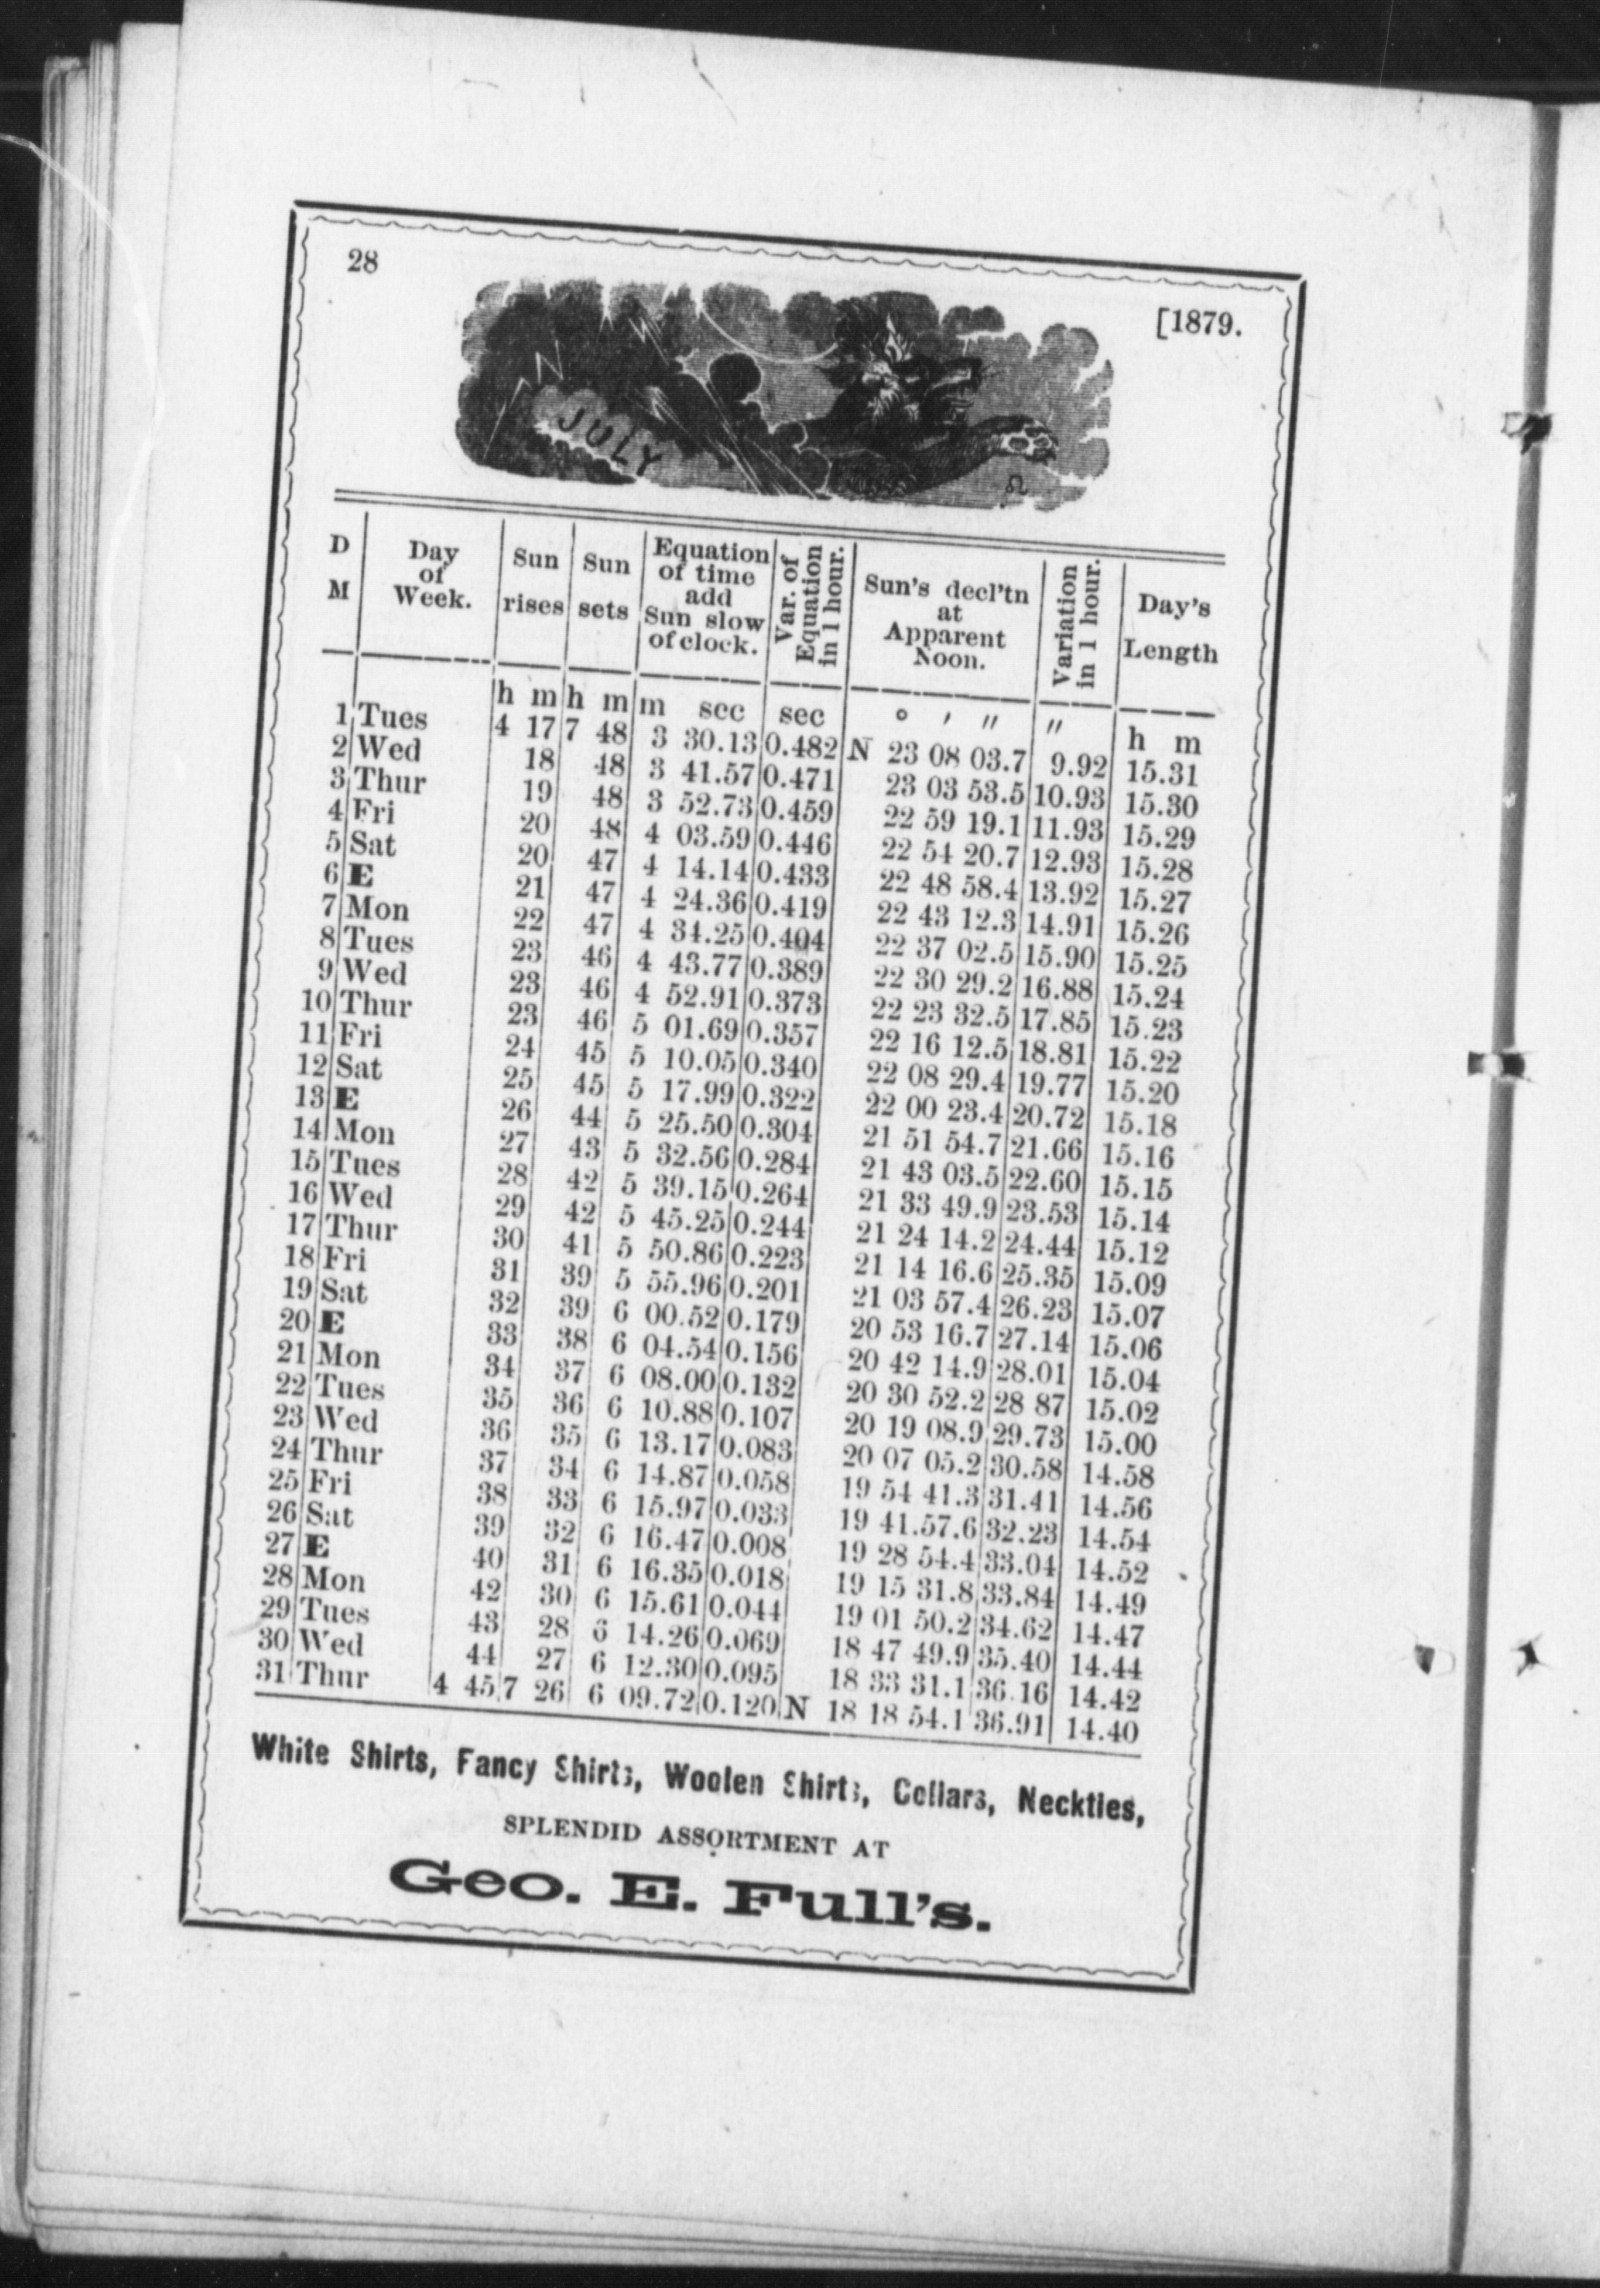 28
[1879.
JULY
♌
D M | Day of Week. | Sun rises | Sun sets | Equation of time add Sun slow of clock. | Var. of Equation in 1 hour. | Sun's decl'tn at Apparent Noon. | Variation in 1 hour. | Day's Length
h m | h m | m sec | sec | ° ′ ″ | ″ | h m
1 Tues 4 17 7 48 3 30.13 0.482 N 23 08 03.7 9.92 15.31
2 Wed 18 48 3 41.57 0.471 23 03 53.5 10.93 15.30
3 Thur 19 48 3 52.73 0.459 22 59 19.1 11.93 15.29
4 Fri 20 48 4 03.59 0.446 22 54 20.7 12.93 15.28
5 Sat 20 47 4 14.14 0.433 22 48 58.4 13.92 15.27
6 E 21 47 4 24.36 0.419 22 43 12.3 14.91 15.26
7 Mon 22 47 4 34.25 0.404 22 37 02.5 15.90 15.25
8 Tues 23 46 4 43.77 0.389 22 30 29.2 16.88 15.24
9 Wed 23 46 4 52.91 0.373 22 23 32.5 17.85 15.23
10 Thur 23 46 5 01.69 0.357 22 16 12.5 18.81 15.22
11 Fri 24 45 5 10.05 0.340 22 08 29.4 19.77 15.20
12 Sat 25 45 5 17.99 0.322 22 00 23.4 20.72 15.18
13 E 26 44 5 25.50 0.304 21 51 54.7 21.66 15.16
14 Mon 27 43 5 32.56 0.284 21 43 03.5 22.60 15.15
15 Tues 28 42 5 39.15 0.264 21 33 49.9 23.53 15.14
16 Wed 29 42 5 45.25 0.244 21 24 14.2 24.44 15.12
17 Thur 30 41 5 50.86 0.223 21 14 16.6 25.35 15.09
18 Fri 31 39 5 55.96 0.201 21 03 57.4 26.23 15.07
19 Sat 32 39 6 00.52 0.179 20 53 16.7 27.14 15.06
20 E 33 38 6 04.54 0.156 20 42 14.9 28.01 15.04
21 Mon 34 37 6 08.00 0.132 20 30 52.2 28 87 15.02
22 Tues 35 36 6 10.88 0.107 20 19 08.9 29.73 15.00
23 Wed 36 35 6 13.17 0.083 20 07 05.2 30.58 14.58
24 Thur 37 34 6 14.87 0.058 19 54 41.3 31.41 14.56
25 Fri 38 33 6 15.97 0.033 19 41.57.6 32.23 14.54
26 Sat 39 32 6 16.47 0.008 19 28 54.4 33.04 14.52
27 E 40 31 6 16.35 0.018 19 15 31.8 33.84 14.49
28 Mon 42 30 6 15.61 0.044 19 01 50.2 34.62 14.47
29 Tues 43 28 6 14.26 0.069 18 47 49.9 35.40 14.44
30 Wed 44 27 6 12.30 0.095 18 33 31.1 36.16 14.42
31 Thur 4 45 7 26 6 09.72 0.120 N 18 18 54.1 36.91 14.40
White Shirts, Fancy Shirts, Woolen Shirts, Collars, Neckties,
SPLENDID ASSORTMENT AT
Geo. E. Full's.